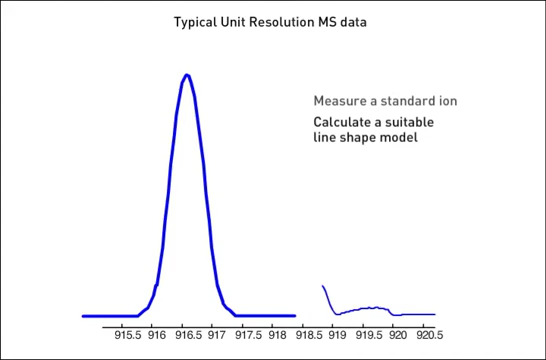 Typical Unit Resolution MS data
Measure a standard ion
Calculate a suitable
line shape model
915.5 916 916.5 917 917.5 918 918.5 919 919.5 920 920.5